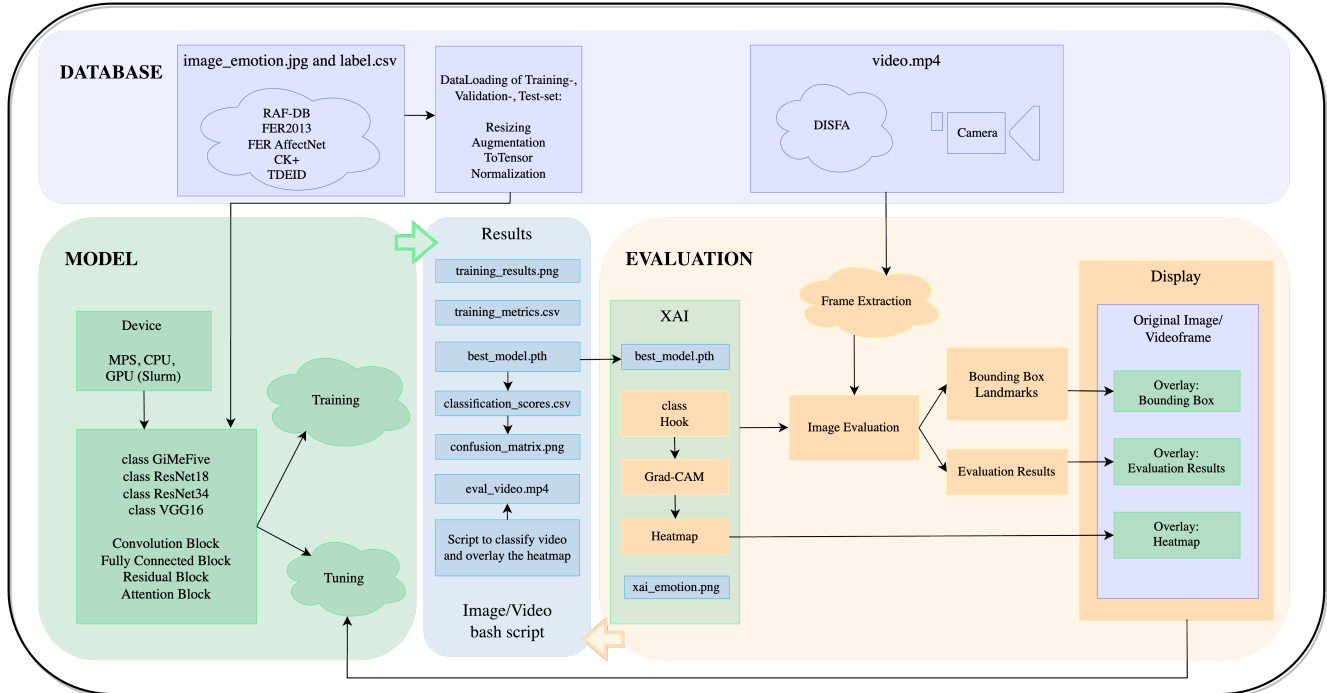 DATABASE
image_emotion.jpg and label.csv
RAF-DB
FER2013
FER AffectNet
CK+
TDEID
DataLoading of Training-,
Validation-, Test-set:
Resizing
Augmentation
ToTensor
Normalization
video.mp4
DISFA
Camera
MODEL
Device
MPS, CPU,
GPU (Slurm)
class GiMeFive
class ResNet18
class ResNet34
class VGG16
Convolution Block
Fully Connected Block
Residual Block
Attention Block
Training
Tuning
Results
training_results.png
training_metrics.csv
best_model.pth
classification_scores.csv
confusion_matrix.png
eval_video.mp4
Script to classify video
and overlay the heatmap
Image/Video
bash script
EVALUATION
XAI
best_model.pth
class
Hook
Grad-CAM
Heatmap
xai_emotion.png
Frame Extraction
Image Evaluation
Bounding Box
Landmarks
Evaluation Results
Display
Original Image/
Videoframe
Overlay:
Bounding Box
Overlay:
Evaluation Results
Overlay:
Heatmap